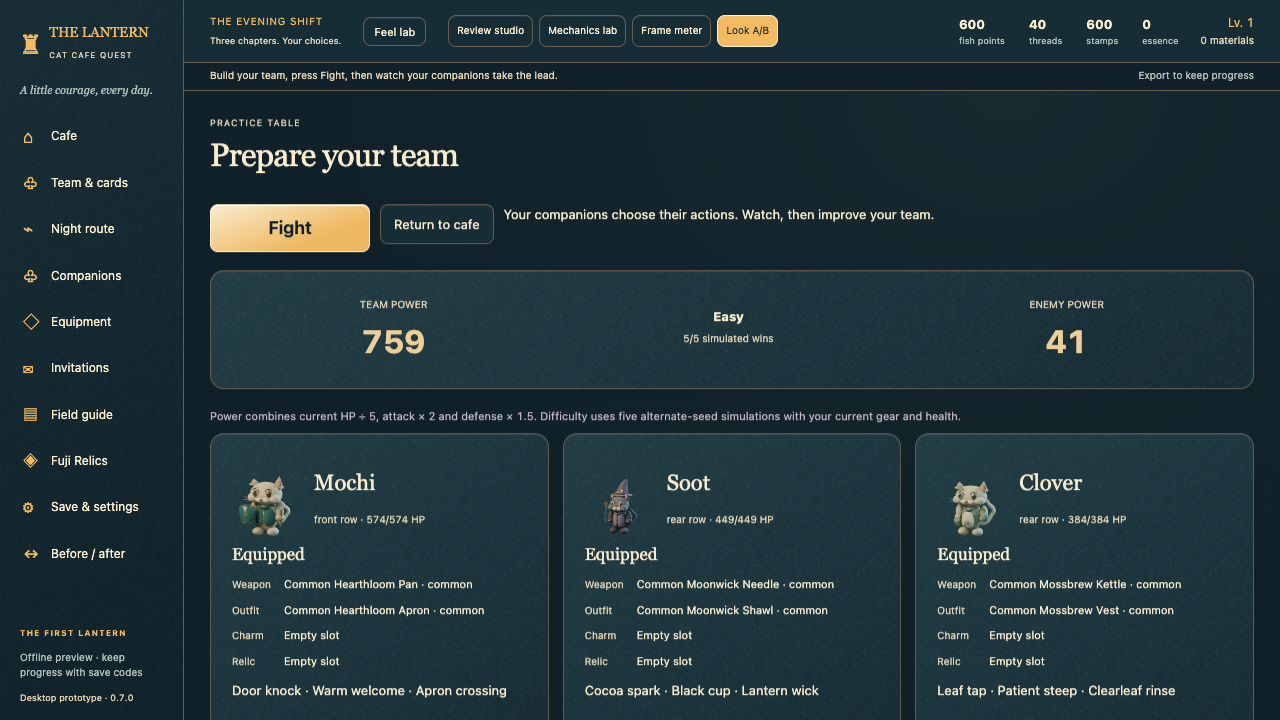 THE LANTERN
CAT CAFE QUEST
A little courage, every day.
Cafe
Team & cards
Night route
Companions
Equipment
Invitations
Field guide
Fuji Relics
Save & settings
Before / after
THE FIRST LANTERN
Offline preview · keep
progress with save codes
Desktop prototype · 0.7.0
THE EVENING SHIFT
Three chapters. Your choices.
Feel lab
Review studio
Mechanics lab
Frame meter
Look A/B
600
fish points
40
threads
600
stamps
0
essence
Lv. 1
0 materials
Build your team, press Fight, then watch your companions take the lead.
Export to keep progress
PRACTICE TABLE
Prepare your team
Fight
Return to cafe
Your companions choose their actions. Watch, then improve your team.
TEAM POWER
759
Easy
5/5 simulated wins
ENEMY POWER
41
Power combines current HP ÷ 5, attack × 2 and defense × 1.5. Difficulty uses five alternate-seed simulations with your current gear and health.
Mochi
front row · 574/574 HP
Equipped
Weapon Common Hearthloom Pan · common
Outfit Common Hearthloom Apron · common
Charm Empty slot
Relic Empty slot
Door knock · Warm welcome · Apron crossing
Soot
rear row · 449/449 HP
Equipped
Weapon Common Moonwick Needle · common
Outfit Common Moonwick Shawl · common
Charm Empty slot
Relic Empty slot
Cocoa spark · Black cup · Lantern wick
Clover
rear row · 384/384 HP
Equipped
Weapon Common Mossbrew Kettle · common
Outfit Common Mossbrew Vest · common
Charm Empty slot
Relic Empty slot
Leaf tap · Patient steep · Clearleaf rinse